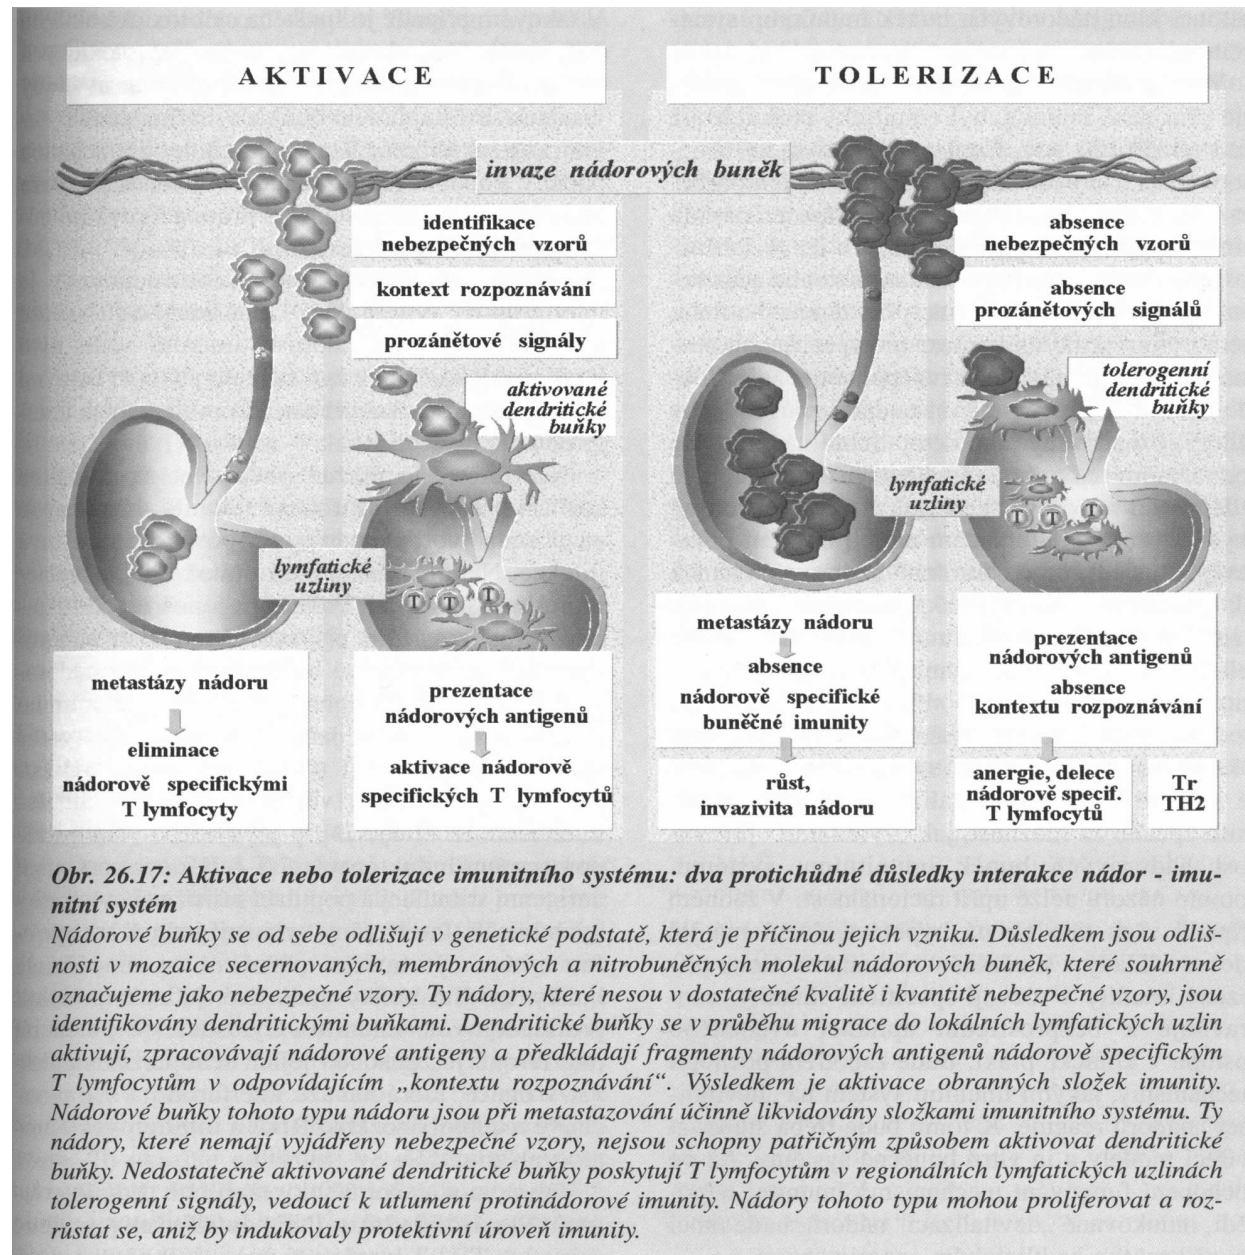 AKTIVACE
TOLERIZACE
invaze nádorových buněk
identifikace
nebezpečných vzorů
kontext rozpoznávání
prozánětové signály
aktivované
dendritické
buňky
lymfatické
uzliny
T T T
metastázy nádoru
eliminace
nádorově specifickými
T lymfocyty
prezentace
nádorových antigenů
aktivace nádorově
specifických T lymfocytů
absence
nebezpečných vzorů
absence
prozánětových signálů
tolerogenní
dendritické
buňky
lymfatické
uzliny
T T T
metastázy nádoru
absence
nádorově specifické
buněčné imunity
růst,
invazivita nádoru
prezentace
nádorových antigenů
absence
kontextu rozpoznávání
anergie, delece
nádorově specif.
T lymfocytů
Tr
TH2
Obr. 26.17: Aktivace nebo tolerizace imunitního systému: dva protichůdné důsledky interakce nádor - imu-
nitní systém
Nádorové buňky se od sebe odlišují v genetické podstatě, která je příčinou jejich vzniku. Důsledkem jsou odliš-
nosti v mozaice secernovaných, membránových a nitrobuněčných molekul nádorových buněk, které souhrnně
označujeme jako nebezpečné vzory. Ty nádory, které nesou v dostatečné kvalitě i kvantitě nebezpečné vzory, jsou
identifikovány dendritickými buňkami. Dendritické buňky se v průběhu migrace do lokálních lymfatických uzlin
aktivují, zpracovávají nádorové antigeny a předkládají fragmenty nádorových antigenů nádorově specifickým
T lymfocytům v odpovídajícím „kontextu rozpoznávání“. Výsledkem je aktivace obranných složek imunity.
Nádorové buňky tohoto typu nádoru jsou při metastazování účinně likvidovány složkami imunitního systému. Ty
nádory, které nemají vyjádřeny nebezpečné vzory, nejsou schopny patřičným způsobem aktivovat dendritické
buňky. Nedostatečně aktivované dendritické buňky poskytují T lymfocytům v regionálních lymfatických uzlinách
tolerogenní signály, vedoucí k utlumení protinádorové imunity. Nádory tohoto typu mohou proliferovat a roz-
růstat se, aniž by indukovaly protektivní úroveň imunity.